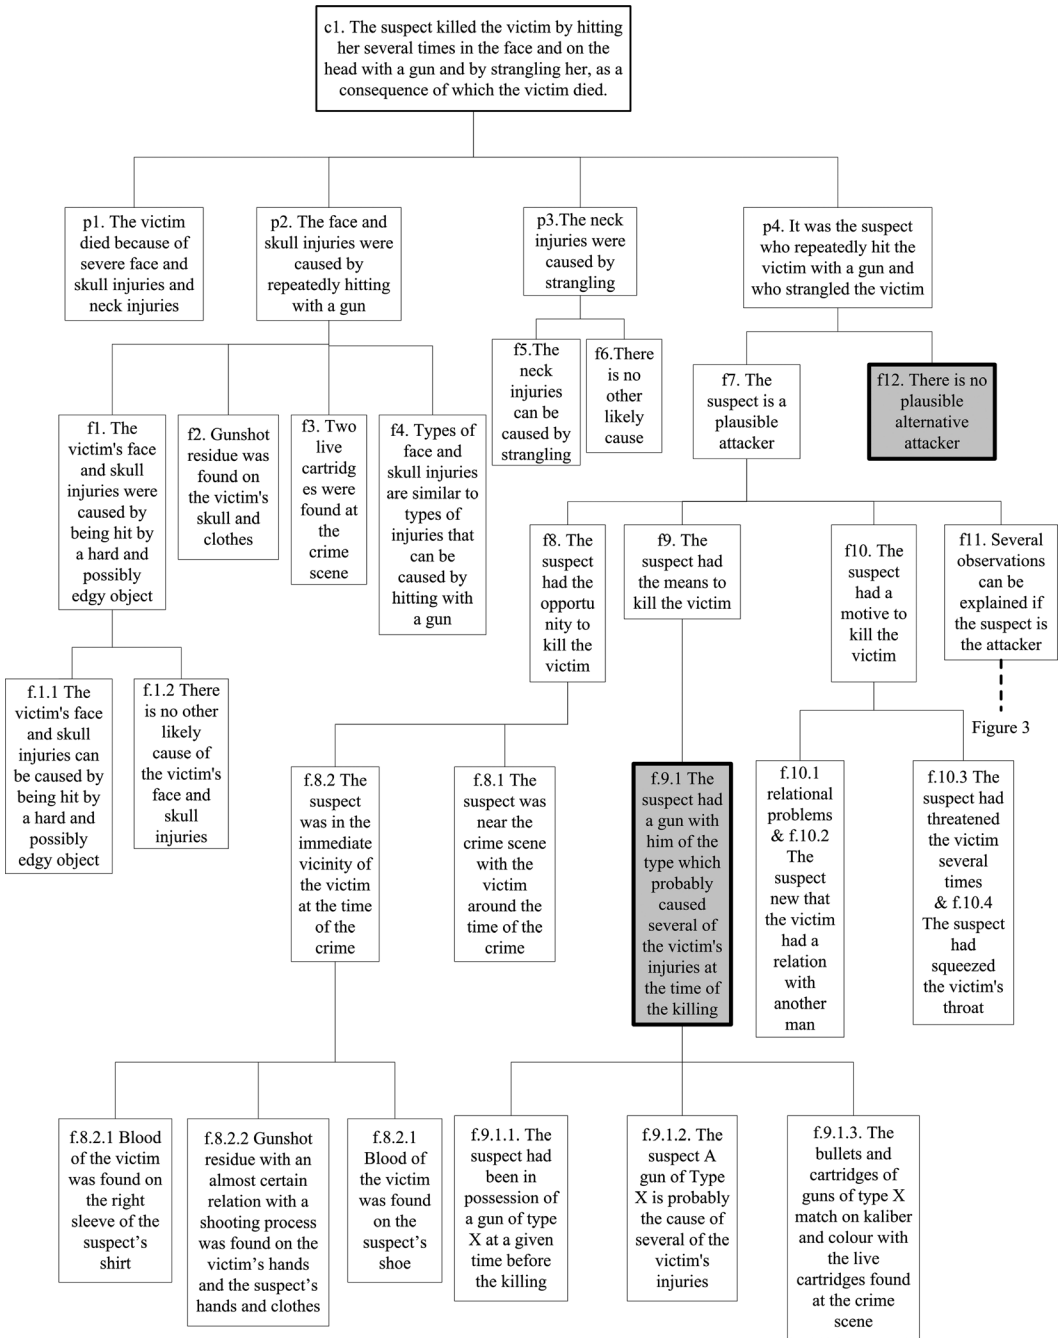 c1. The suspect killed the victim by hitting
her several times in the face and on the
head with a gun and by strangling her, as a
consequence of which the victim died.
p1. The victim
died because of
severe face and
skull injuries and
neck injuries
p2. The face and
skull injuries were
caused by
repeatedly hitting
with a gun
p3.The neck
injuries were
caused by
strangling
p4. It was the suspect
who repeatedly hit the
victim with a gun and
who strangled the victim
f1. The
victim's face
and skull
injuries were
caused by
being hit by
a hard and
possibly
edgy object
f2. Gunshot
residue was
found on
the victim's
skull and
clothes
f3. Two
live
cartridg
es were
found at
the
crime
scene
f4. Types of
face and
skull injuries
are similar to
types of
injuries that
can be
caused by
hitting with
a gun
f5.The
neck
injuries
can be
caused by
strangling
f6.There
is no
other
likely
cause
f7. The
suspect is a
plausible
attacker
f12. There is no
plausible
alternative
attacker
f.1.1 The
victim's face
and skull
injuries can
be caused by
being hit by
a hard and
possibly
edgy object
f.1.2 There
is no other
likely
cause of
the victim's
face and
skull
injuries
f8. The
suspect
had the
opportu
nity to
kill the
victim
f9. The
suspect had
the means to
kill the victim
f10. The
suspect
had a
motive to
kill the
victim
f11. Several
observations
can be
explained if
the suspect is
the attacker
Figure 3
f.8.2 The
suspect
was in the
immediate
vicinity of
the victim
at the time
of the
crime
f.8.1 The
suspect was
near the
crime scene
with the
victim
around the
time of the
crime
f.9.1 The
suspect had
a gun with
him of the
type which
probably
caused
several of
the victim's
injuries at
the time of
the killing
f.10.1
relational
problems
& f.10.2
The
suspect
new that
the victim
had a
relation
with
another
man
f.10.3 The
suspect had
threatened
the victim
several
times
& f.10.4
The suspect
had
squeezed
the victim's
throat
f.8.2.1 Blood
of the victim
was found on
the right
sleeve of the
suspect’s
shirt
f.8.2.2 Gunshot
residue with an
almost certain
relation with a
shooting process
was found on the
victim’s hands
and the suspect’s
hands and clothes
f.8.2.1
Blood of
the victim
was found
on the
suspect’s
shoe
f.9.1.1. The
suspect had
been in
possession of
a gun of type
X at a given
time before
the killing
f.9.1.2. The
suspect A
gun of Type
X is probably
the cause of
several of the
victim's
injuries
f.9.1.3. The
bullets and
cartridges of
guns of type X
match on kaliber
and colour with
the live
cartridges found
at the crime
scene